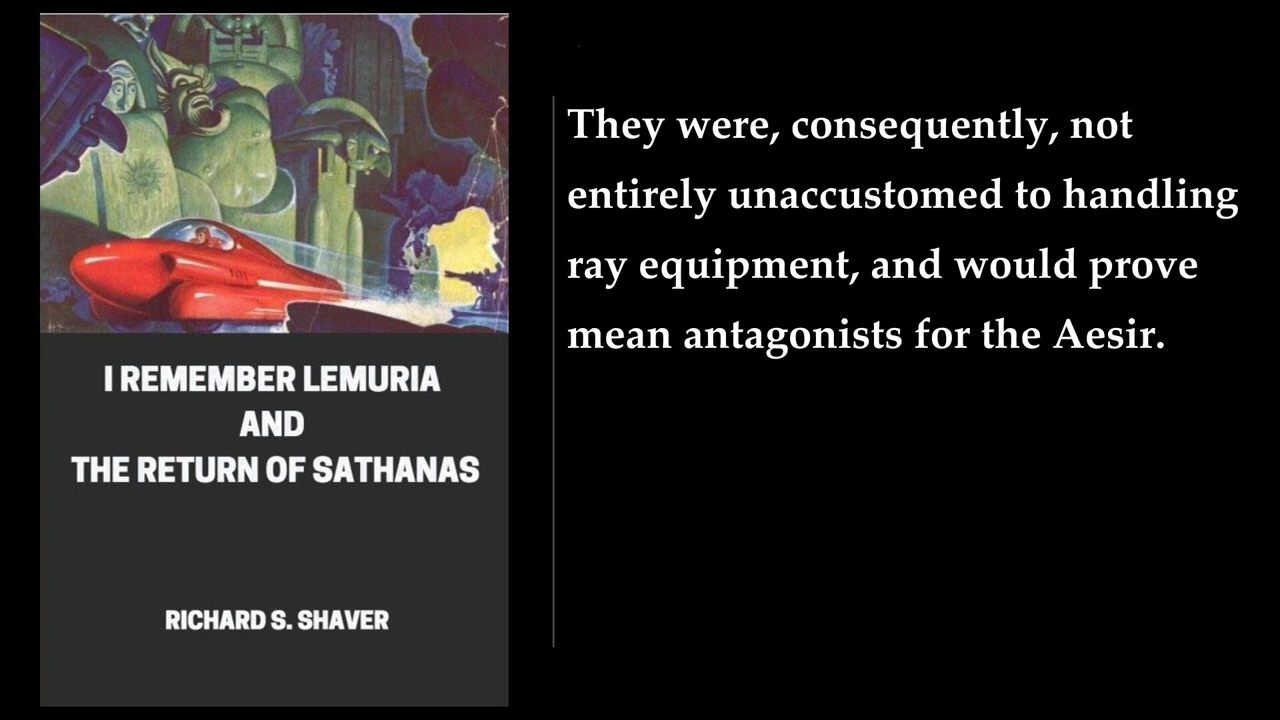 I REMEMBER LEMURIA
AND
THE RETURN OF SATHANAS
RICHARD S. SHAVER
They were, consequently, not
entirely unaccustomed to handling
ray equipment, and would prove
mean antagonists for the Aesir.